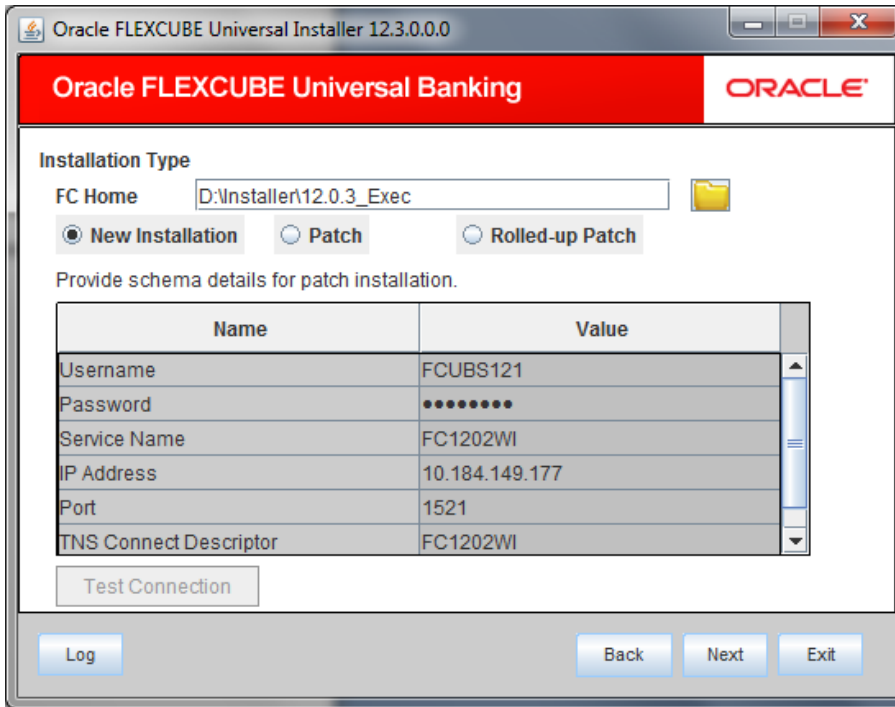 Oracle FLEXCUBE Universal Installer 12.3.0.0.0
Oracle FLEXCUBE Universal Banking
ORACLE
Installation Type
FC Home D:\Installer\12.0.3_Exec
New Installation Patch Rolled-up Patch
Provide schema details for patch installation.
Name Value
Username FCUBS121
Password ●●●●●●●●
Service Name FC1202WI
IP Address 10.184.149.177
Port 1521
TNS Connect Descriptor FC1202WI
Test Connection
Log Back Next Exit